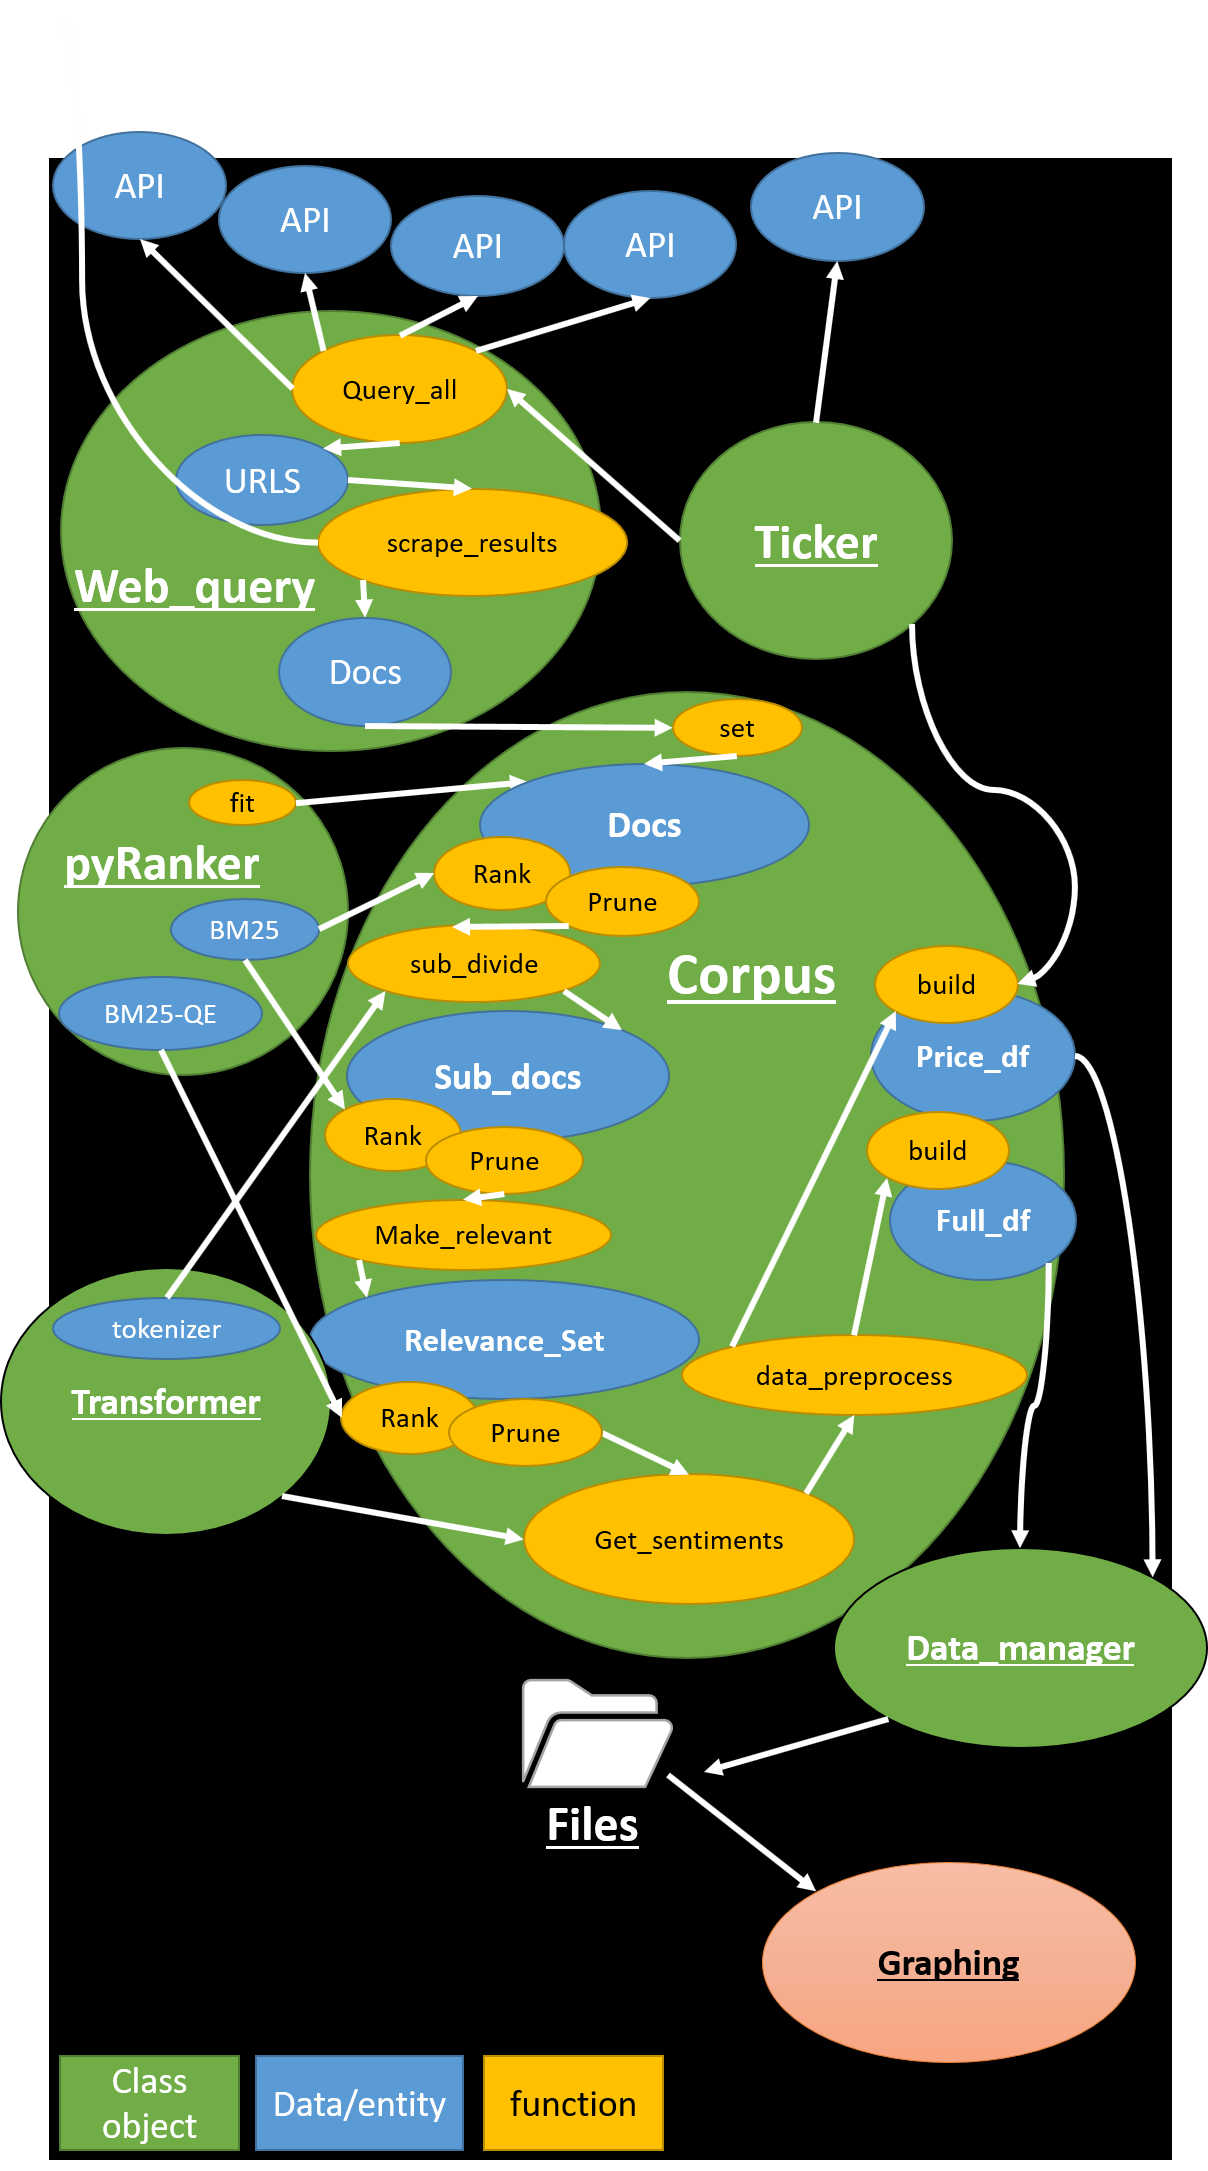 API
API
API
API
API
Query_all
URLS
scrape_results
Ticker
Web_query
Docs
set
fit
Docs
pyRanker
Rank
Prune
BM25
sub_divide
Corpus
build
BM25-QE
Price_df
Sub_docs
Rank
build
Prune
Full_df
Make_relevant
tokenizer
Relevance_Set
data_preprocess
Transformer
Rank
Prune
Get_sentiments
Data_manager
Files
Graphing
Class
object
Data/entity
function